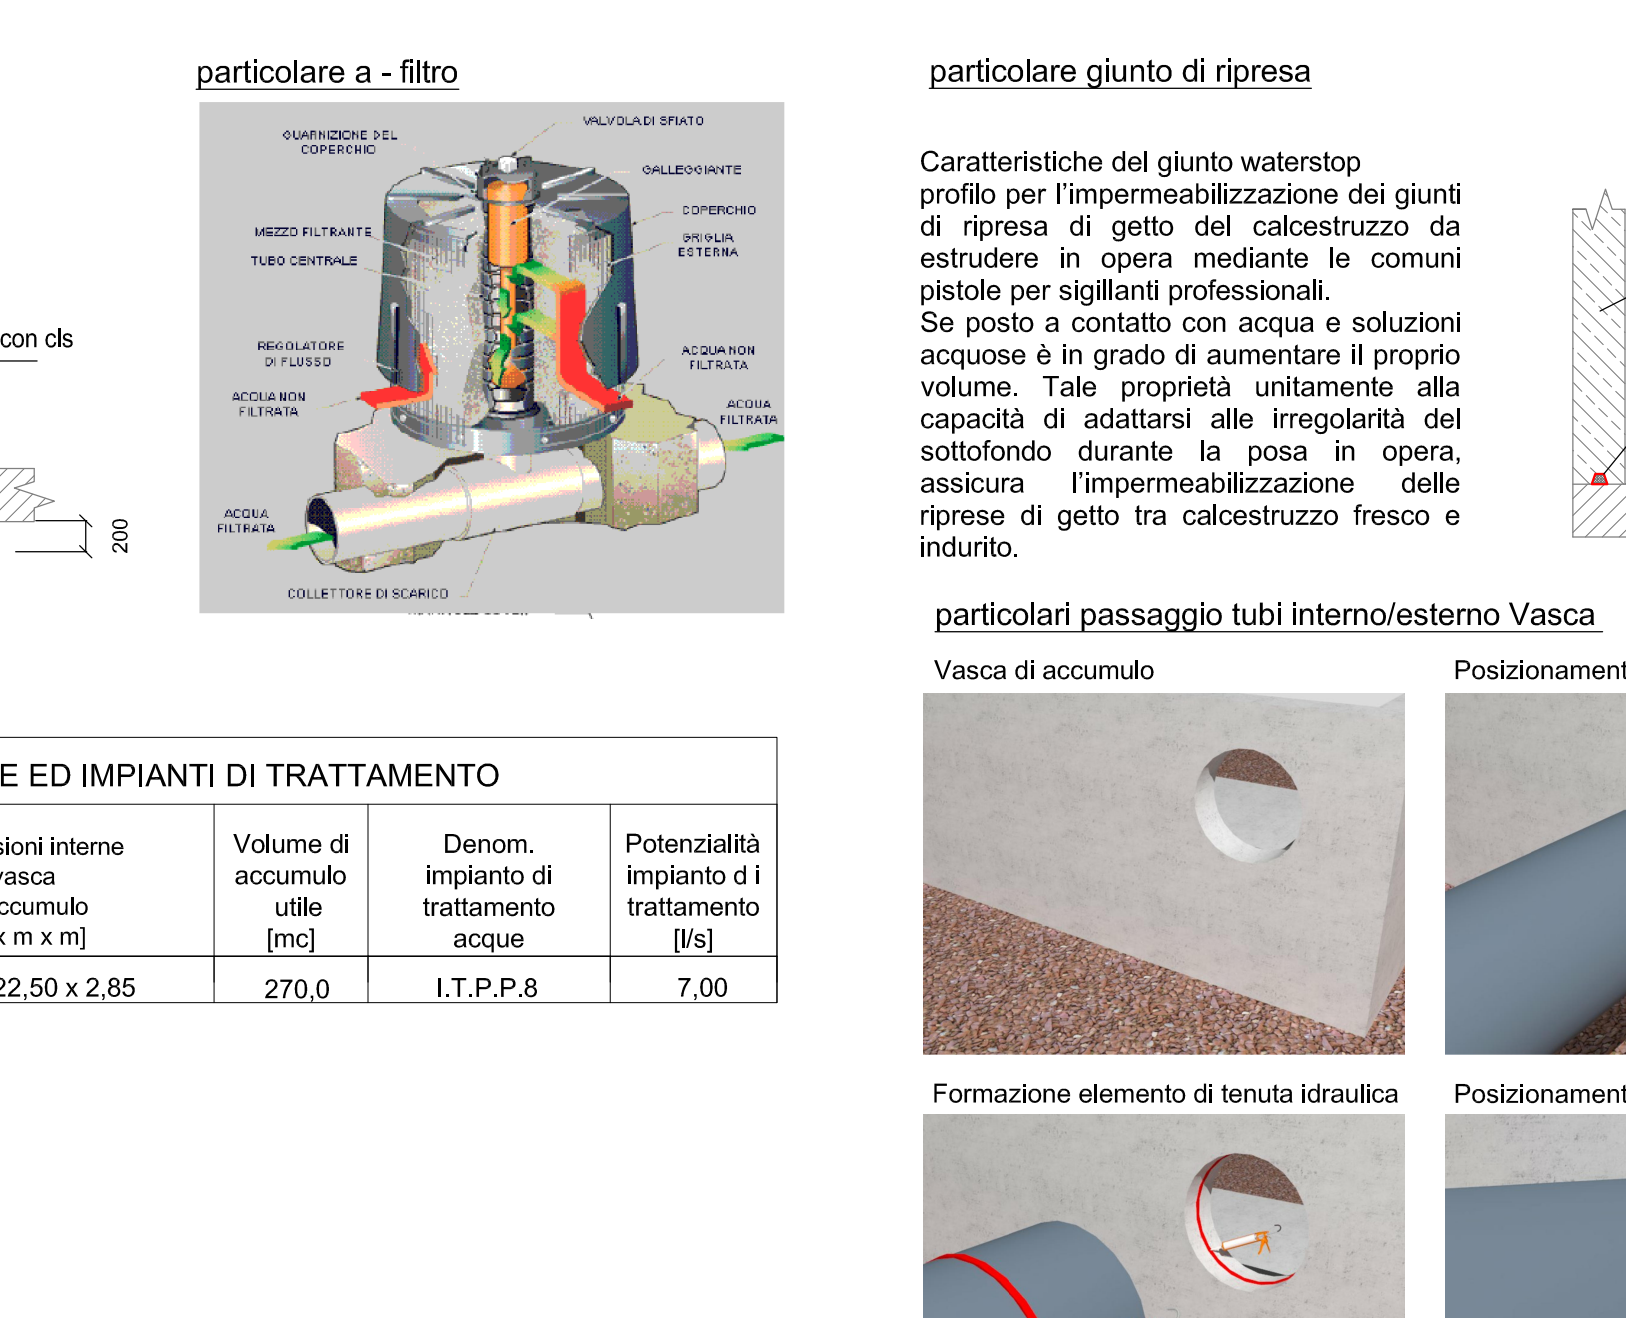 particolare a - filtro
VALVOLA DI SFIATO
GUARNIZIONE DEL
COPERCHIO
GALLEGGIANTE
COPERCHIO
MEZZO FILTRANTE
GRIGLIA
ESTERNA
TUBO CENTRALE
REGOLATORE
DI FLUSSO
ACQUA NON
FILTRATA
ACQUA NON
FILTRATA
ACQUA
FILTRATA
ACQUA
FILTRATA
COLLETTORE DI SCARICO
con cls
200
particolare giunto di ripresa
Caratteristiche del giunto waterstop
profilo per l'impermeabilizzazione dei giunti
di ripresa di getto del calcestruzzo da
estrudere in opera mediante le comuni
pistole per sigillanti professionali.
Se posto a contatto con acqua e soluzioni
acquose è in grado di aumentare il proprio
volume. Tale proprietà unitamente alla
capacità di adattarsi alle irregolarità del
sottofondo durante la posa in opera,
assicura l'impermeabilizzazione delle
riprese di getto tra calcestruzzo fresco e
indurito.
particolari passaggio tubi interno/esterno Vasca
Vasca di accumulo
Posizionament
Formazione elemento di tenuta idraulica
Posizionament
E ED IMPIANTI DI TRATTAMENTO
sioni interne
vasca
ccumulo
x m x m]
Volume di
accumulo
utile
[mc]
Denom.
impianto di
trattamento
acque
Potenzialità
impianto d i
trattamento
[l/s]
22,50 x 2,85
270,0
I.T.P.P.8
7,00